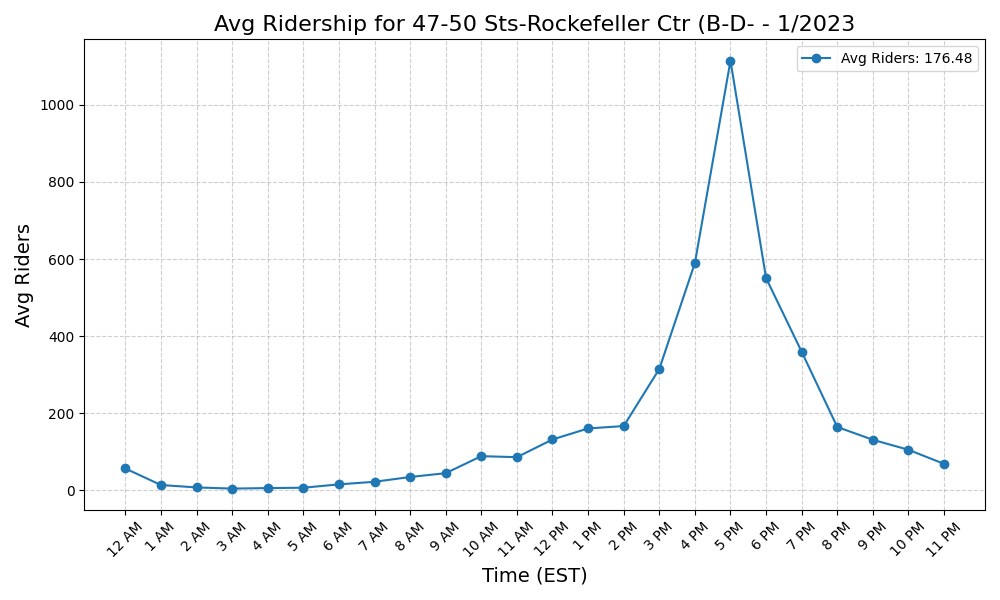 Avg Ridership for 47-50 Sts-Rockefeller Ctr (B-D- - 1/2023
Avg Riders: 176.48
Avg Riders
1000
800
600
400
200
0
12 AM
1 AM
2 AM
3 AM
4 AM
5 AM
6 AM
7 AM
8 AM
9 AM
10 AM
11 AM
12 PM
1 PM
2 PM
3 PM
4 PM
5 PM
6 PM
7 PM
8 PM
9 PM
10 PM
11 PM
Time (EST)